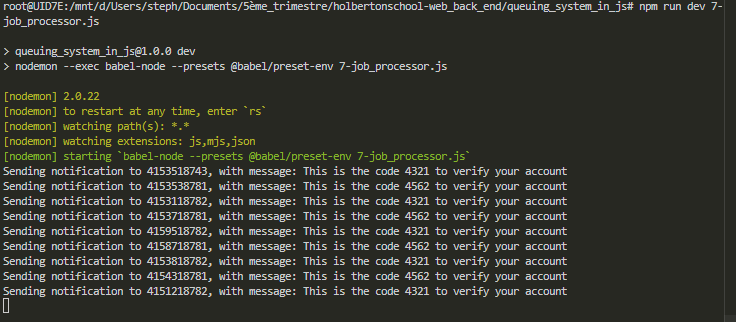 root@UID7E:/mnt/d/Users/steph/Documents/5ème_trimestre/holbertonschool-web_back_end/queuing_system_in_js# npm run dev 7-
job_processor.js
> queuing_system_in_js@1.0.0 dev
> nodemon --exec babel-node --presets @babel/preset-env 7-job_processor.js
[nodemon] 2.0.22
[nodemon] to restart at any time, enter `rs`
[nodemon] watching path(s): *.*
[nodemon] watching extensions: js,mjs,json
[nodemon] starting `babel-node --presets @babel/preset-env 7-job_processor.js`
Sending notification to 4153518743, with message: This is the code 4321 to verify your account
Sending notification to 4153538781, with message: This is the code 4562 to verify your account
Sending notification to 4153118782, with message: This is the code 4321 to verify your account
Sending notification to 4153718781, with message: This is the code 4562 to verify your account
Sending notification to 4159518782, with message: This is the code 4321 to verify your account
Sending notification to 4158718781, with message: This is the code 4562 to verify your account
Sending notification to 4153818782, with message: This is the code 4321 to verify your account
Sending notification to 4154318781, with message: This is the code 4562 to verify your account
Sending notification to 4151218782, with message: This is the code 4321 to verify your account